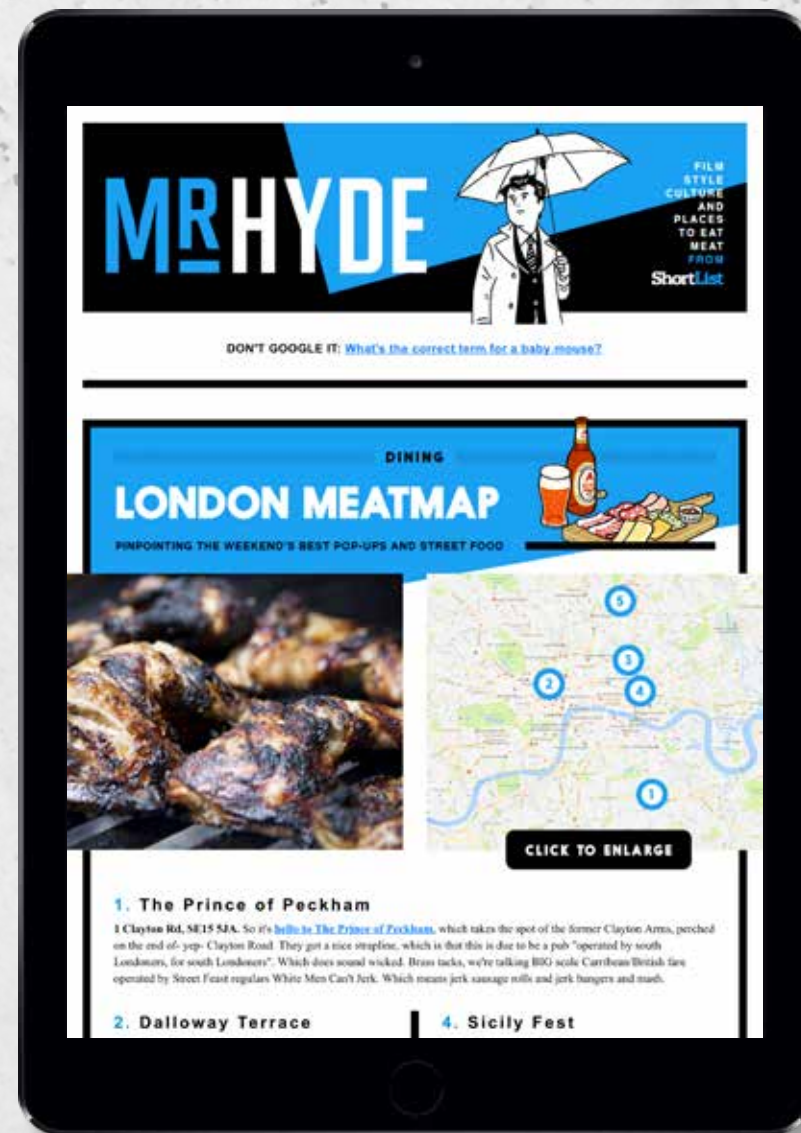 MR HYDE
FILM
STYLE
CULTURE
AND
PLACES
TO EAT
MEAT
FROM
ShortList
DON'T GOOGLE IT: What's the correct term for a baby mouse?
DINING
LONDON MEATMAP
PINPOINTING THE WEEKEND'S BEST POP-UPS AND STREET FOOD
5
3
2
4
1
CLICK TO ENLARGE
1. The Prince of Peckham
1 Clayton Rd, SE15 5JA. So it's hello to The Prince of Peckham, which takes the spot of the former Clayton Arms, perched
on the end of- yep- Clayton Road. They got a nice strapline, which is that this is due to be a pub "operated by south
Londoners, for south Londoners". Which does sound wicked. Brass tacks, we're talking BIG scale Carribean/British fare
operated by Street Feast regulars White Men Can't Jerk. Which means jerk sausage rolls and jerk bangers and mash.
2. Dalloway Terrace
4. Sicily Fest